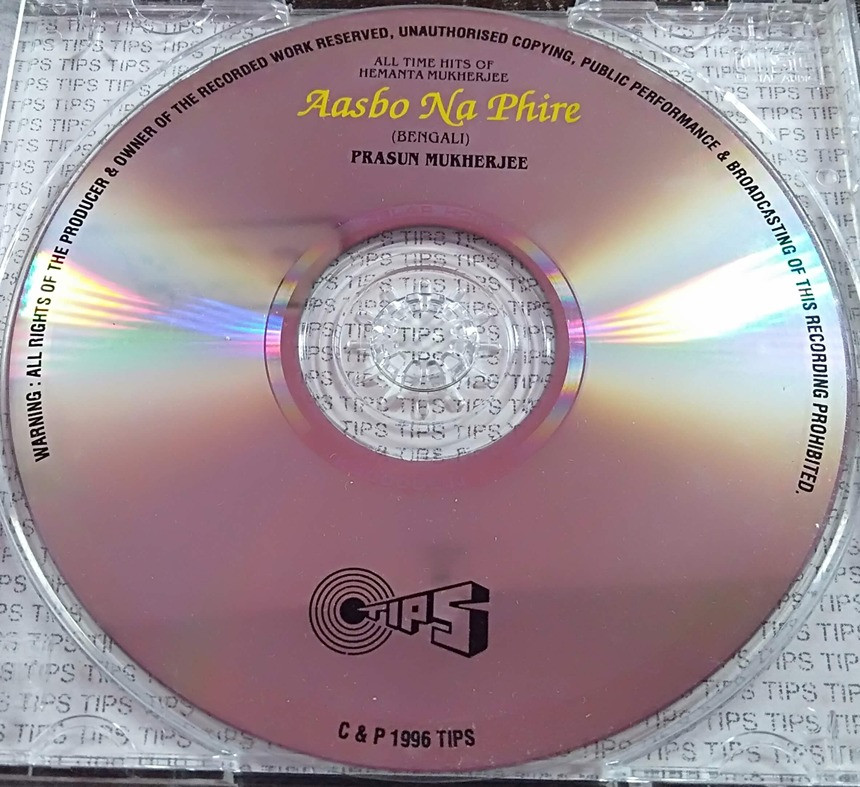 WARNING : ALL RIGHTS OF THE PRODUCER & OWNER OF THE RECORDED WORK RESERVED, UNAUTHORISED COPYING, PUBLIC PERFORMANCE & BROADCASTING OF THIS RECORDING PROHIBITED.
ALL TIME HITS OF
HEMANTA MUKHERJEE
Aasbo Na Phire
(BENGALI)
PRASUN MUKHERJEE
TIPS
C & P 1996 TIPS